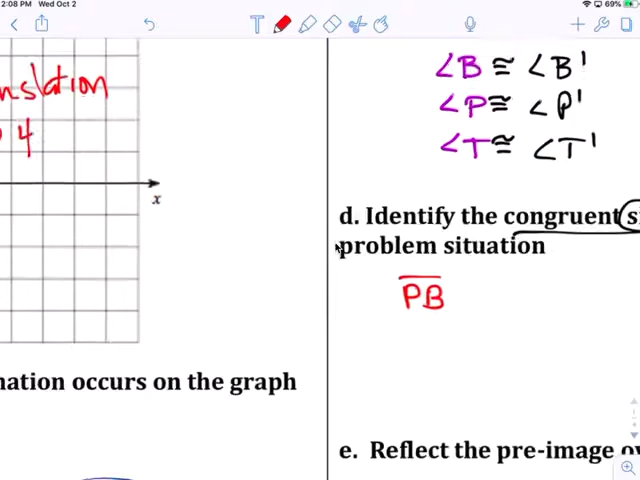 2:08 PM Wed Oct 2
69%
T
nslation
4
x
nation occurs on the graph
∠B ≅ ∠B'
∠P ≅ ∠P'
∠T ≅ ∠T'
d. Identify the congruent s
problem situation
PB
e. Reflect the pre-image ov